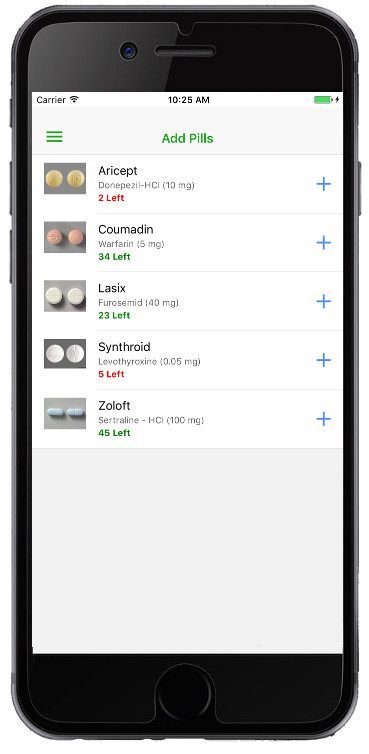 Carrier 10:25 AM
Add Pills
Aricept
Donepezil-HCl (10 mg)
2 Left
Coumadin
Warfarin (5 mg)
34 Left
Lasix
Furosemid (40 mg)
23 Left
Synthroid
Levothyroxine (0.05 mg)
5 Left
Zoloft
Sertraline - HCl (100 mg)
45 Left